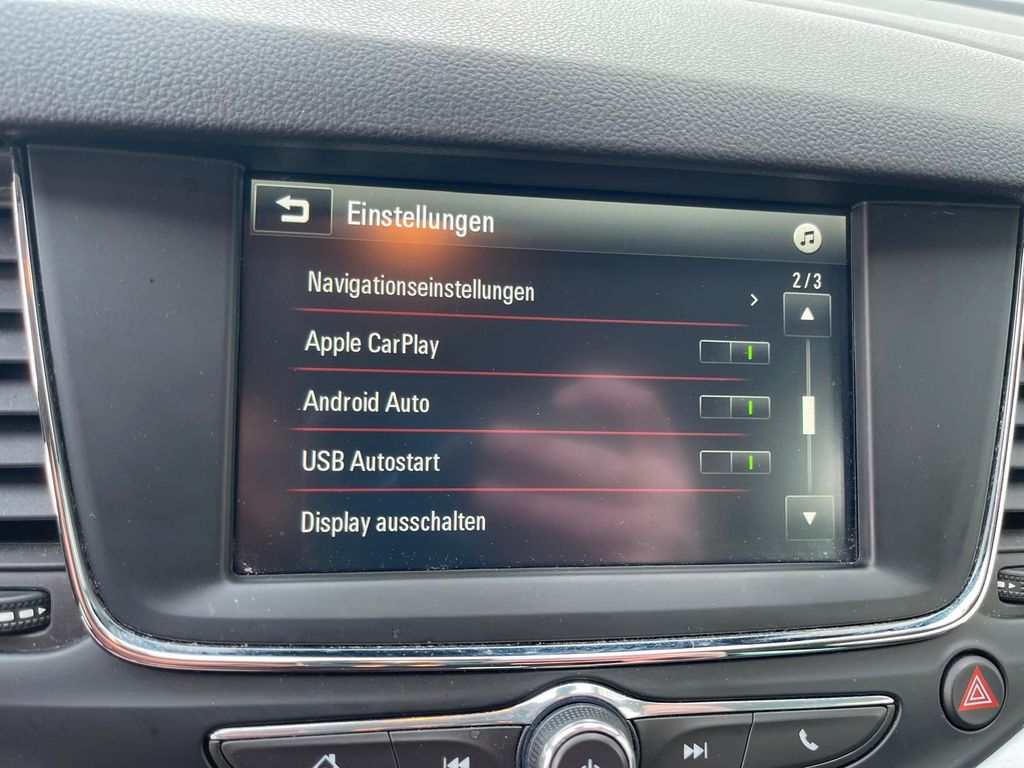 Einstellungen
2/3
Navigationseinstellungen
Apple CarPlay
Android Auto
USB Autostart
Display ausschalten